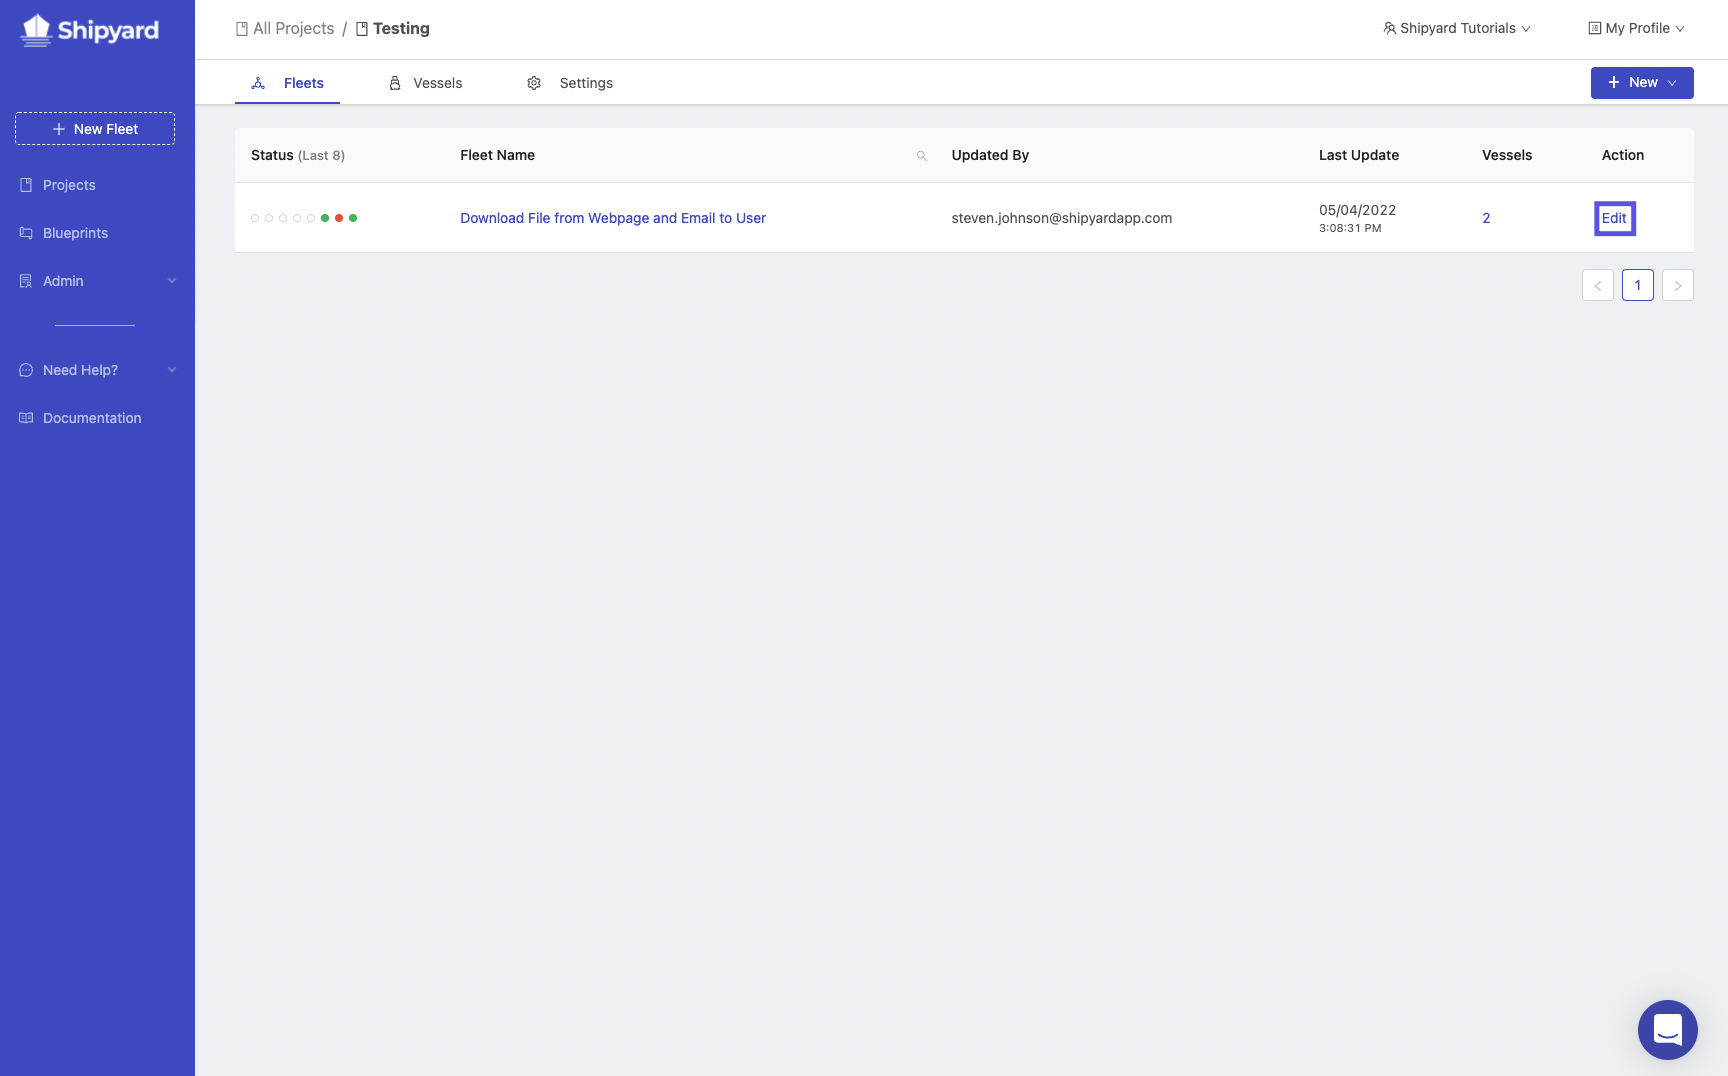 Shipyard
All Projects / Testing
Shipyard Tutorials
My Profile
Fleets
Vessels
Settings
+ New
+ New Fleet
Projects
Blueprints
Admin
Need Help?
Documentation
Status (Last 8)
Fleet Name
Updated By
Last Update
Vessels
Action
Download File from Webpage and Email to User
steven.johnson@shipyardapp.com
05/04/2022
3:08:31 PM
2
Edit
< 1 >